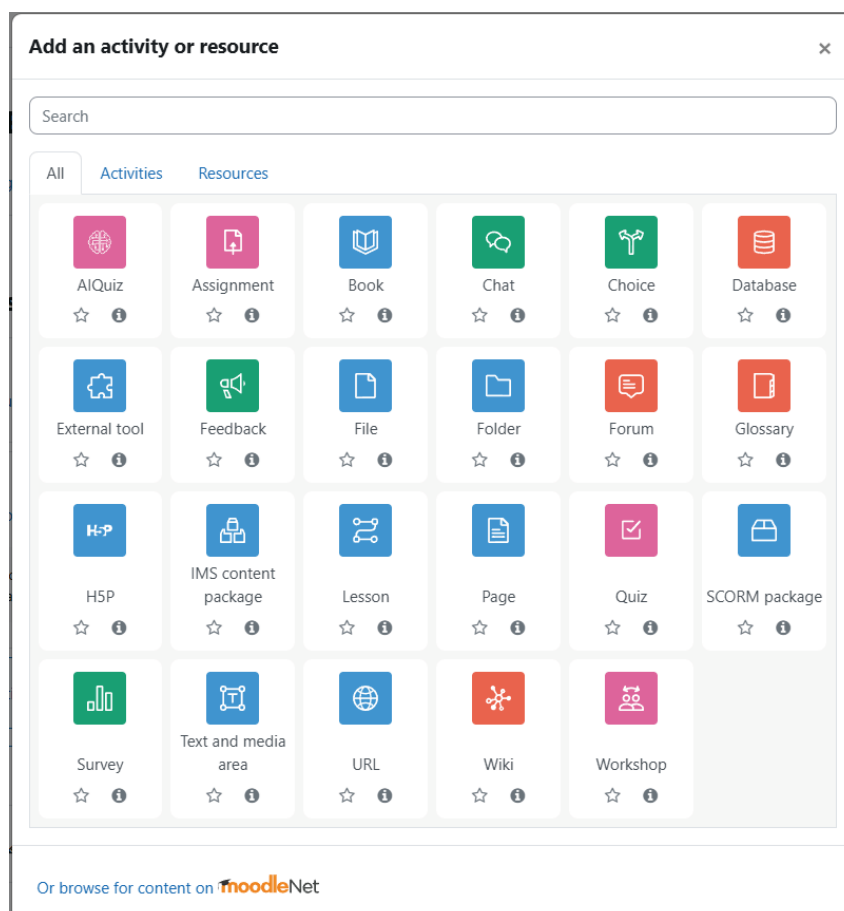 Add an activity or resource
×
Search
All Activities Resources
AIQuiz Assignment Book Chat Choice Database
External tool Feedback File Folder Forum Glossary
H5P IMS content package Lesson Page Quiz SCORM package
Survey Text and media area URL Wiki Workshop
Or browse for content on moodleNet